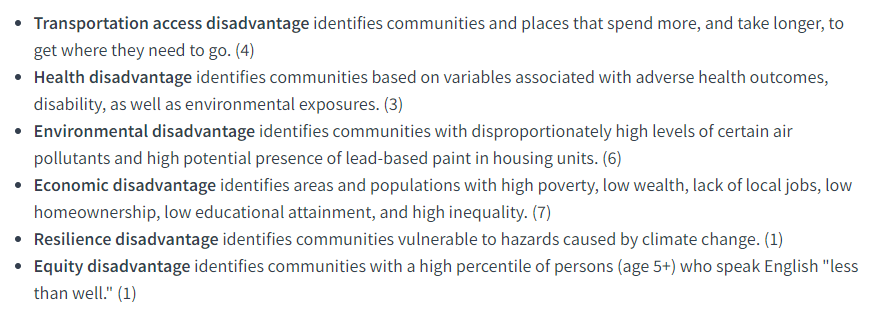 • Transportation access disadvantage identifies communities and places that spend more, and take longer, to
get where they need to go. (4)
• Health disadvantage identifies communities based on variables associated with adverse health outcomes,
disability, as well as environmental exposures. (3)
• Environmental disadvantage identifies communities with disproportionately high levels of certain air
pollutants and high potential presence of lead-based paint in housing units. (6)
• Economic disadvantage identifies areas and populations with high poverty, low wealth, lack of local jobs, low
homeownership, low educational attainment, and high inequality. (7)
• Resilience disadvantage identifies communities vulnerable to hazards caused by climate change. (1)
• Equity disadvantage identifies communities with a high percentile of persons (age 5+) who speak English "less
than well." (1)